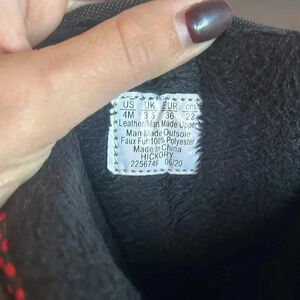 US UK EUR cm
4M 3.5 36 22
Leather/Man Made Upper
Man Made Outsole
Faux Fur:100% Polyester
Made in China
HICKORY
2256746 06/20